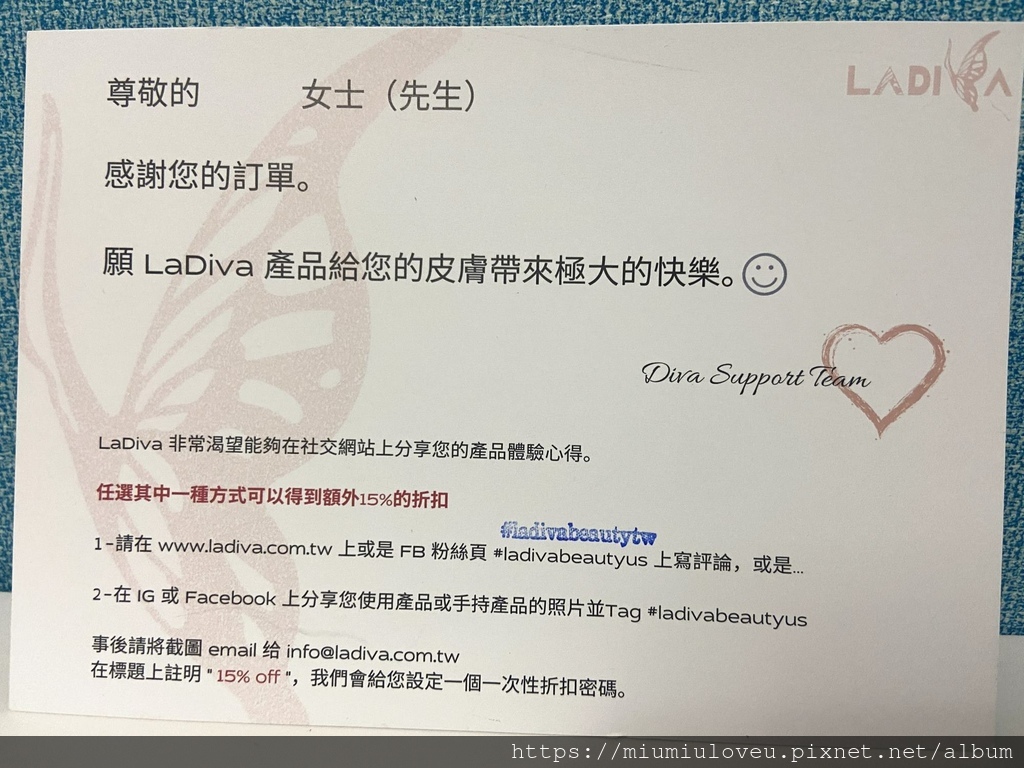 LADIVA
尊敬的 女士（先生）
感謝您的訂單。
願 LaDiva 產品給您的皮膚帶來極大的快樂。
Diva Support Team
LaDiva 非常渴望能夠在社交網站上分享您的產品體驗心得。
任選其中一種方式可以得到額外15%的折扣
#ladivabeautytw
1-請在 www.ladiva.com.tw 上或是 FB 粉絲頁 #ladivabeautyus 上寫評論，或是...
2-在 IG 或 Facebook 上分享您使用產品或手持產品的照片並Tag #ladivabeautyus
事後請將截圖 email 给 info@ladiva.com.tw
在標題上註明 " 15% off "，我們會給您設定一個一次性折扣密碼。
https://miumiuloveu.pixnet.net/album